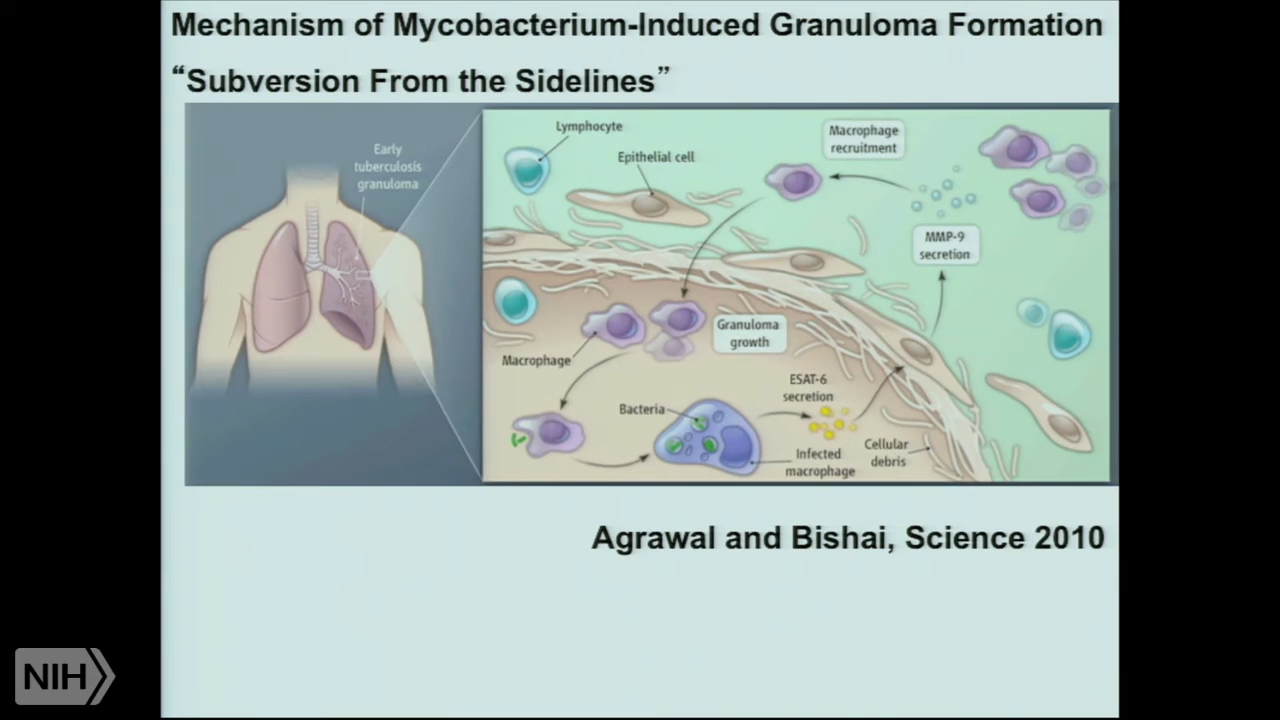 Mechanism of Mycobacterium-Induced Granuloma Formation
“Subversion From the Sidelines”
Early
tuberculosis
granuloma
Lymphocyte
Epithelial cell
Macrophage
recruitment
MMP-9
secretion
Macrophage
Granuloma
growth
ESAT-6
secretion
Bacteria
Infected
macrophage
Cellular
debris
Agrawal and Bishai, Science 2010
NIH